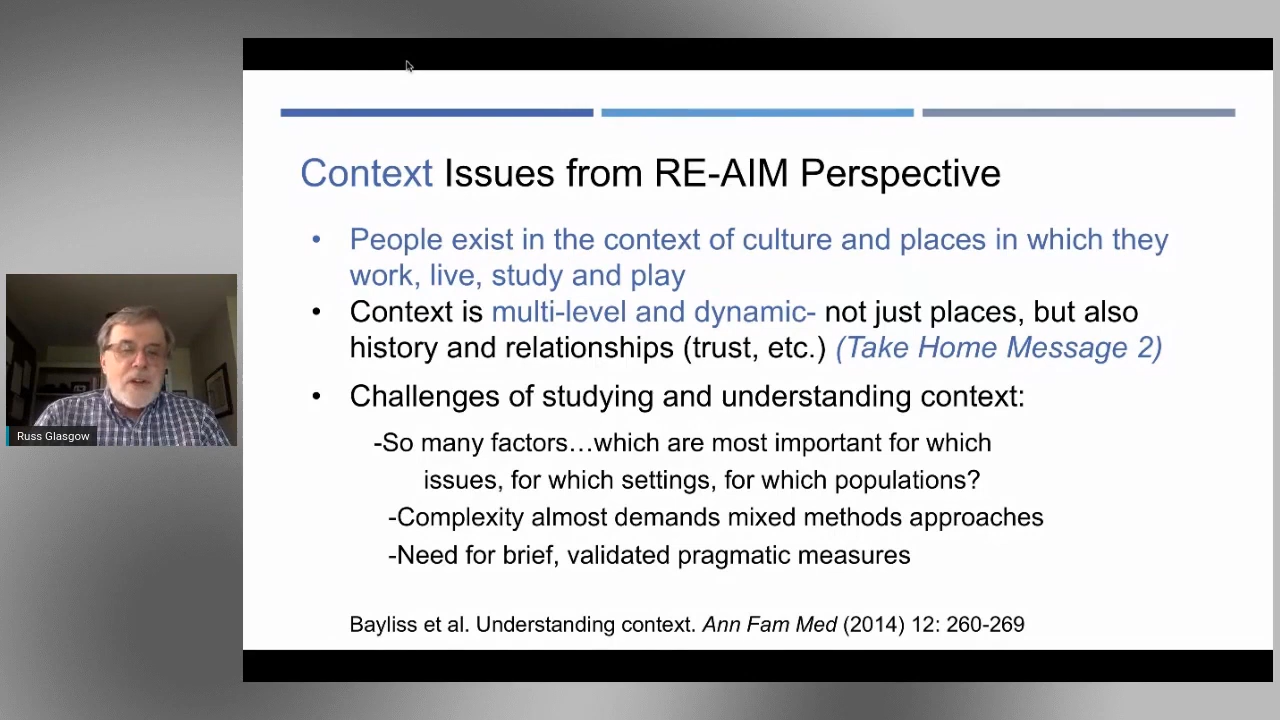 Context Issues from RE-AIM Perspective
• People exist in the context of culture and places in which they
work, live, study and play
• Context is multi-level and dynamic- not just places, but also
history and relationships (trust, etc.) (Take Home Message 2)
• Challenges of studying and understanding context:
-So many factors…which are most important for which
issues, for which settings, for which populations?
-Complexity almost demands mixed methods approaches
-Need for brief, validated pragmatic measures
Bayliss et al. Understanding context. Ann Fam Med (2014) 12: 260-269
Russ Glasgow